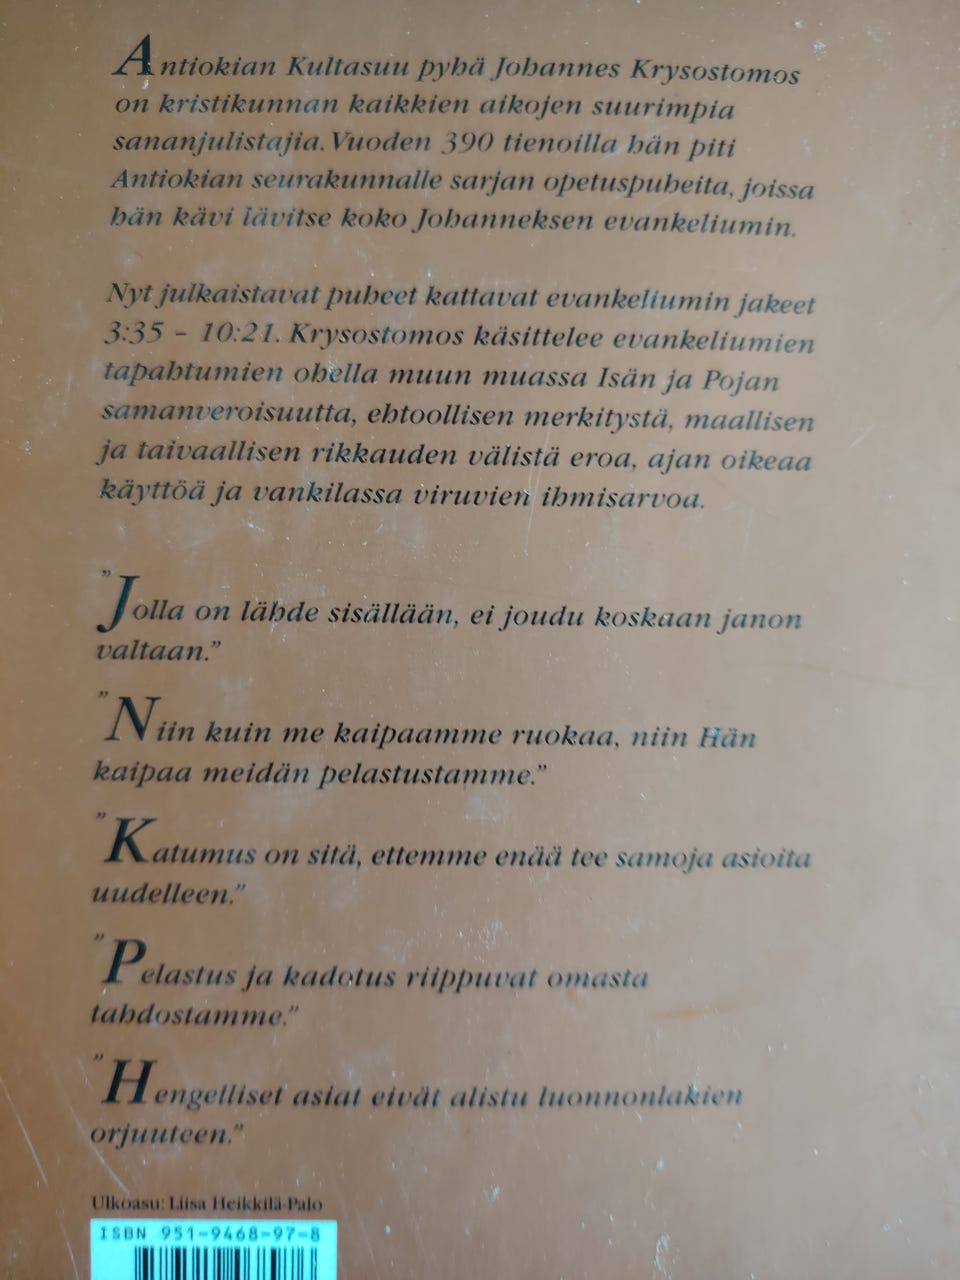 Antiokian Kultasuu pyhä Johannes Krysostomos
on kristikunnan kaikkien aikojen suurimpia
sananjulistajia. Vuoden 390 tienoilla hän piti
Antiokian seurakunnalle sarjan opetuspuheita, joissa
hän kävi lävitse koko Johanneksen evankeliumin.
Nyt julkaistavat puheet kattavat evankeliumin jakeet
3:35 – 10:21. Krysostomos käsittelee evankeliumien
tapahtumien ohella muun muassa Isän ja Pojan
samanveroisuutta, ehtoollisen merkitystä, maallisen
ja taivaallisen rikkauden välistä eroa, ajan oikeaa
käyttöä ja vankilassa viruvien ihmisarvoa.
”Jolla on lähde sisällään, ei joudu koskaan janon
valtaan.”
”Niin kuin me kaipaamme ruokaa, niin Hän
kaipaa meidän pelastustamme.”
”Katumus on sitä, ettemme enää tee samoja asioita
uudelleen.”
”Pelastus ja kadotus riippuvat omasta
tahdostamme.”
”Hengelliset asiat eivät alistu luonnonlakien
orjuuteen.”
Ulkoasu: Liisa Heikkilä-Palo
ISBN 951-9468-97-8